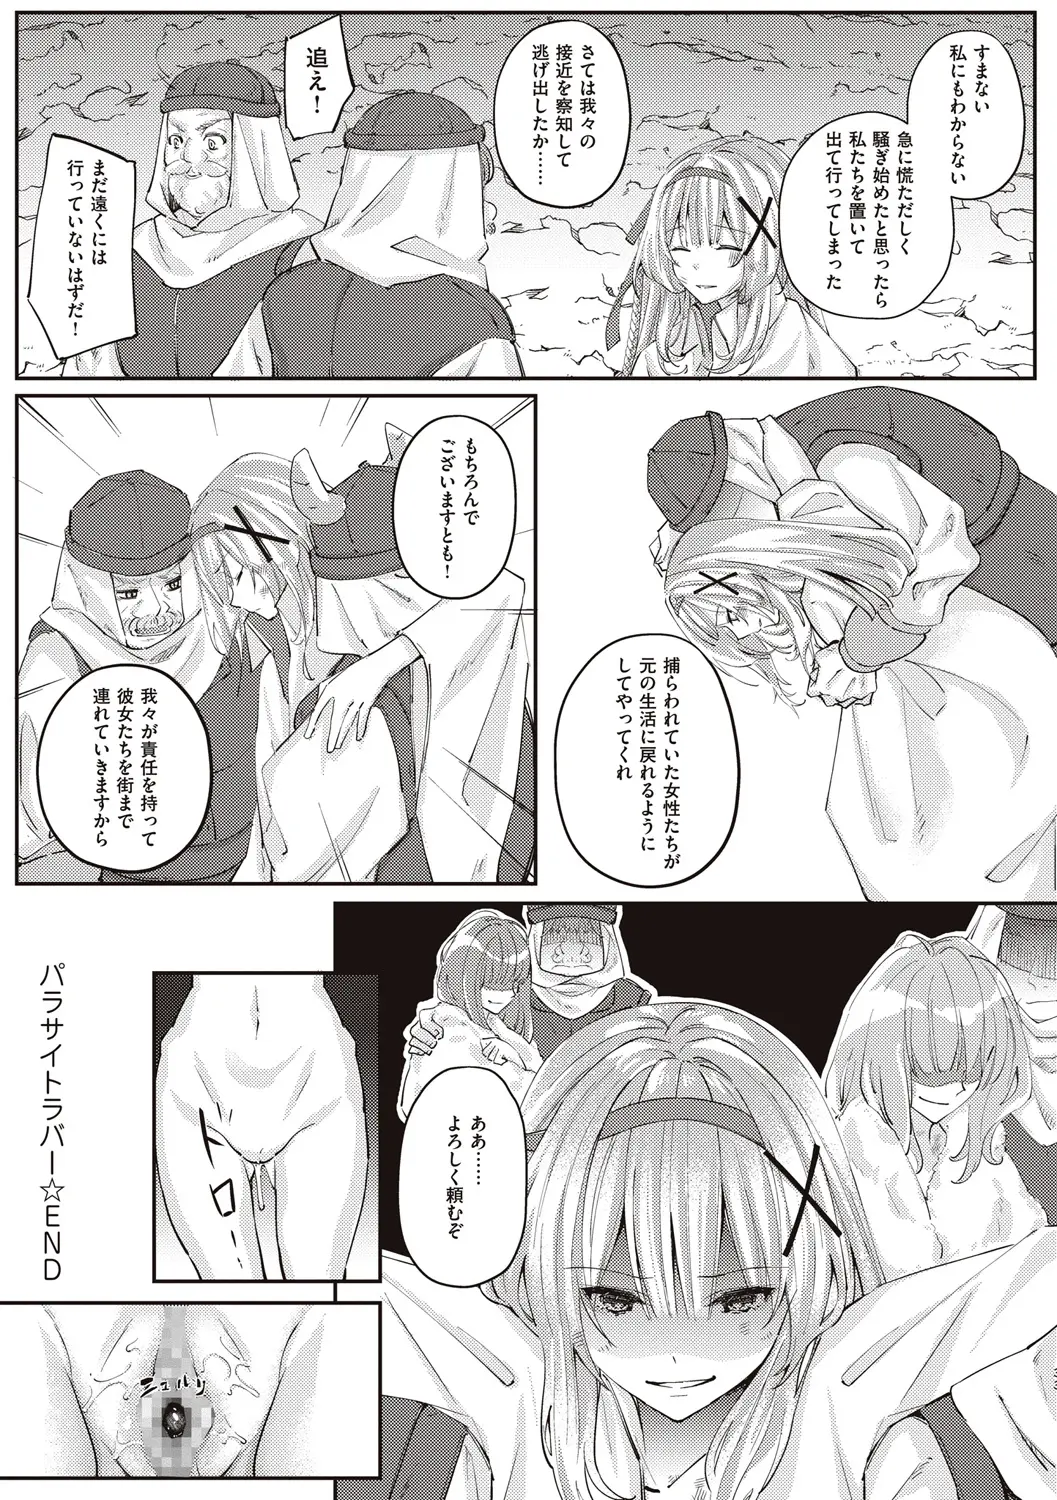 すまない
私にもわからない
急に慌ただしく
騒ぎ始めたと思ったら
私たちを置いて
出て行ってしまった
さては我々の
接近を察知して
逃げ出したか……
追え！
まだ遠くには
行っていないはずだ！
捕らわれていた女性たちが
元の生活に戻れるように
してやってくれ
もちろんで
ございますとも！
我々が責任を持って
彼女たちを街まで
連れていきますから
ああ……
よろしく頼むぞ
トロ…
シュルリ
パラサイトラバー☆END